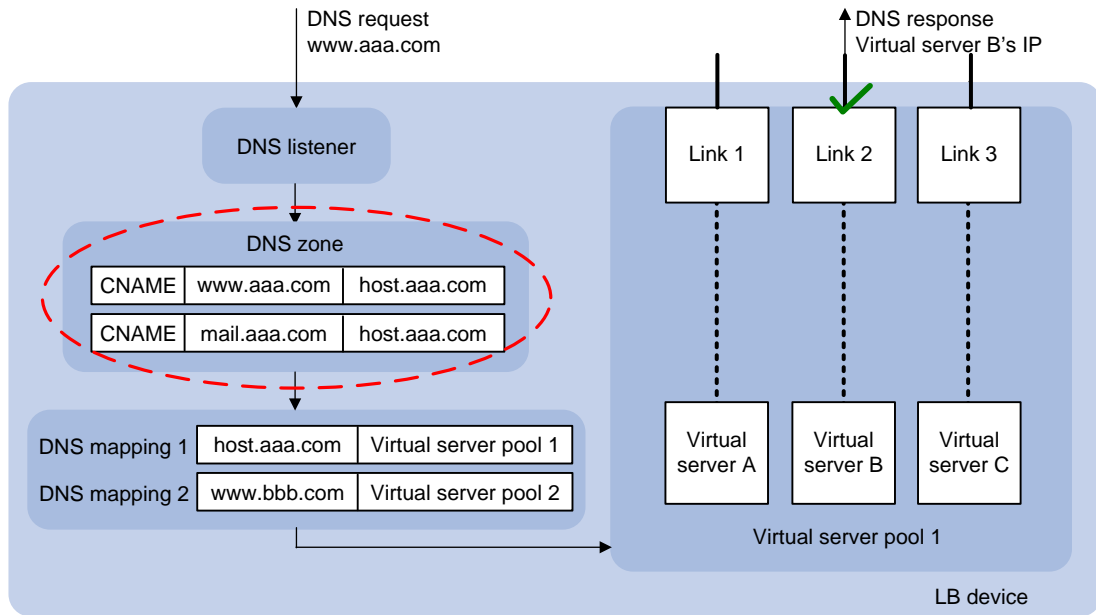 DNS request
www.aaa.com
DNS response
Virtual server B's IP
DNS listener
DNS zone
CNAME www.aaa.com host.aaa.com
CNAME mail.aaa.com host.aaa.com
DNS mapping 1 host.aaa.com Virtual server pool 1
DNS mapping 2 www.bbb.com Virtual server pool 2
Link 1 Link 2 Link 3
Virtual
server A
Virtual
server B
Virtual
server C
Virtual server pool 1
LB device